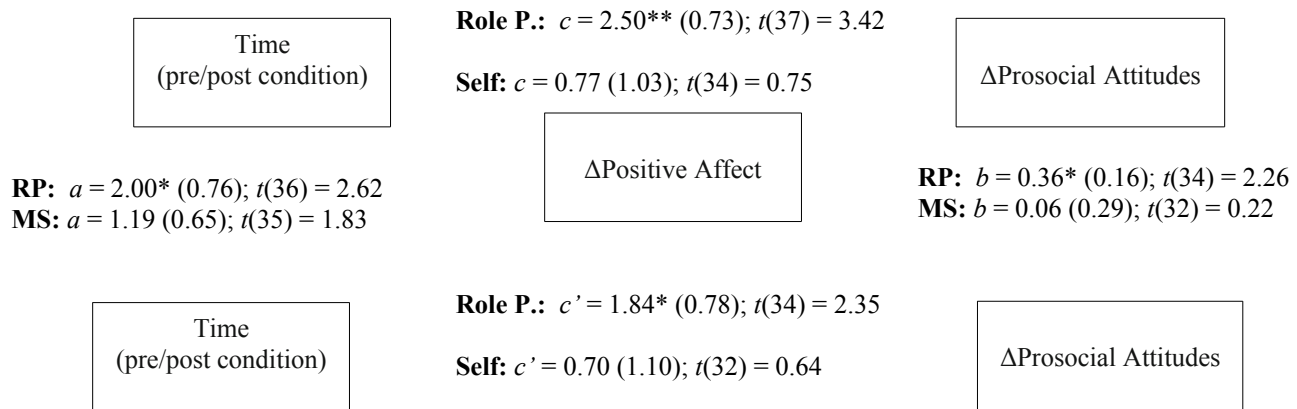 Time
(pre/post condition)
Role P.: c = 2.50** (0.73); t(37) = 3.42
Self: c = 0.77 (1.03); t(34) = 0.75
ΔProsocial Attitudes
ΔPositive Affect
RP: a = 2.00* (0.76); t(36) = 2.62
MS: a = 1.19 (0.65); t(35) = 1.83
RP: b = 0.36* (0.16); t(34) = 2.26
MS: b = 0.06 (0.29); t(32) = 0.22
Time
(pre/post condition)
Role P.: c’ = 1.84* (0.78); t(34) = 2.35
Self: c’ = 0.70 (1.10); t(32) = 0.64
ΔProsocial Attitudes